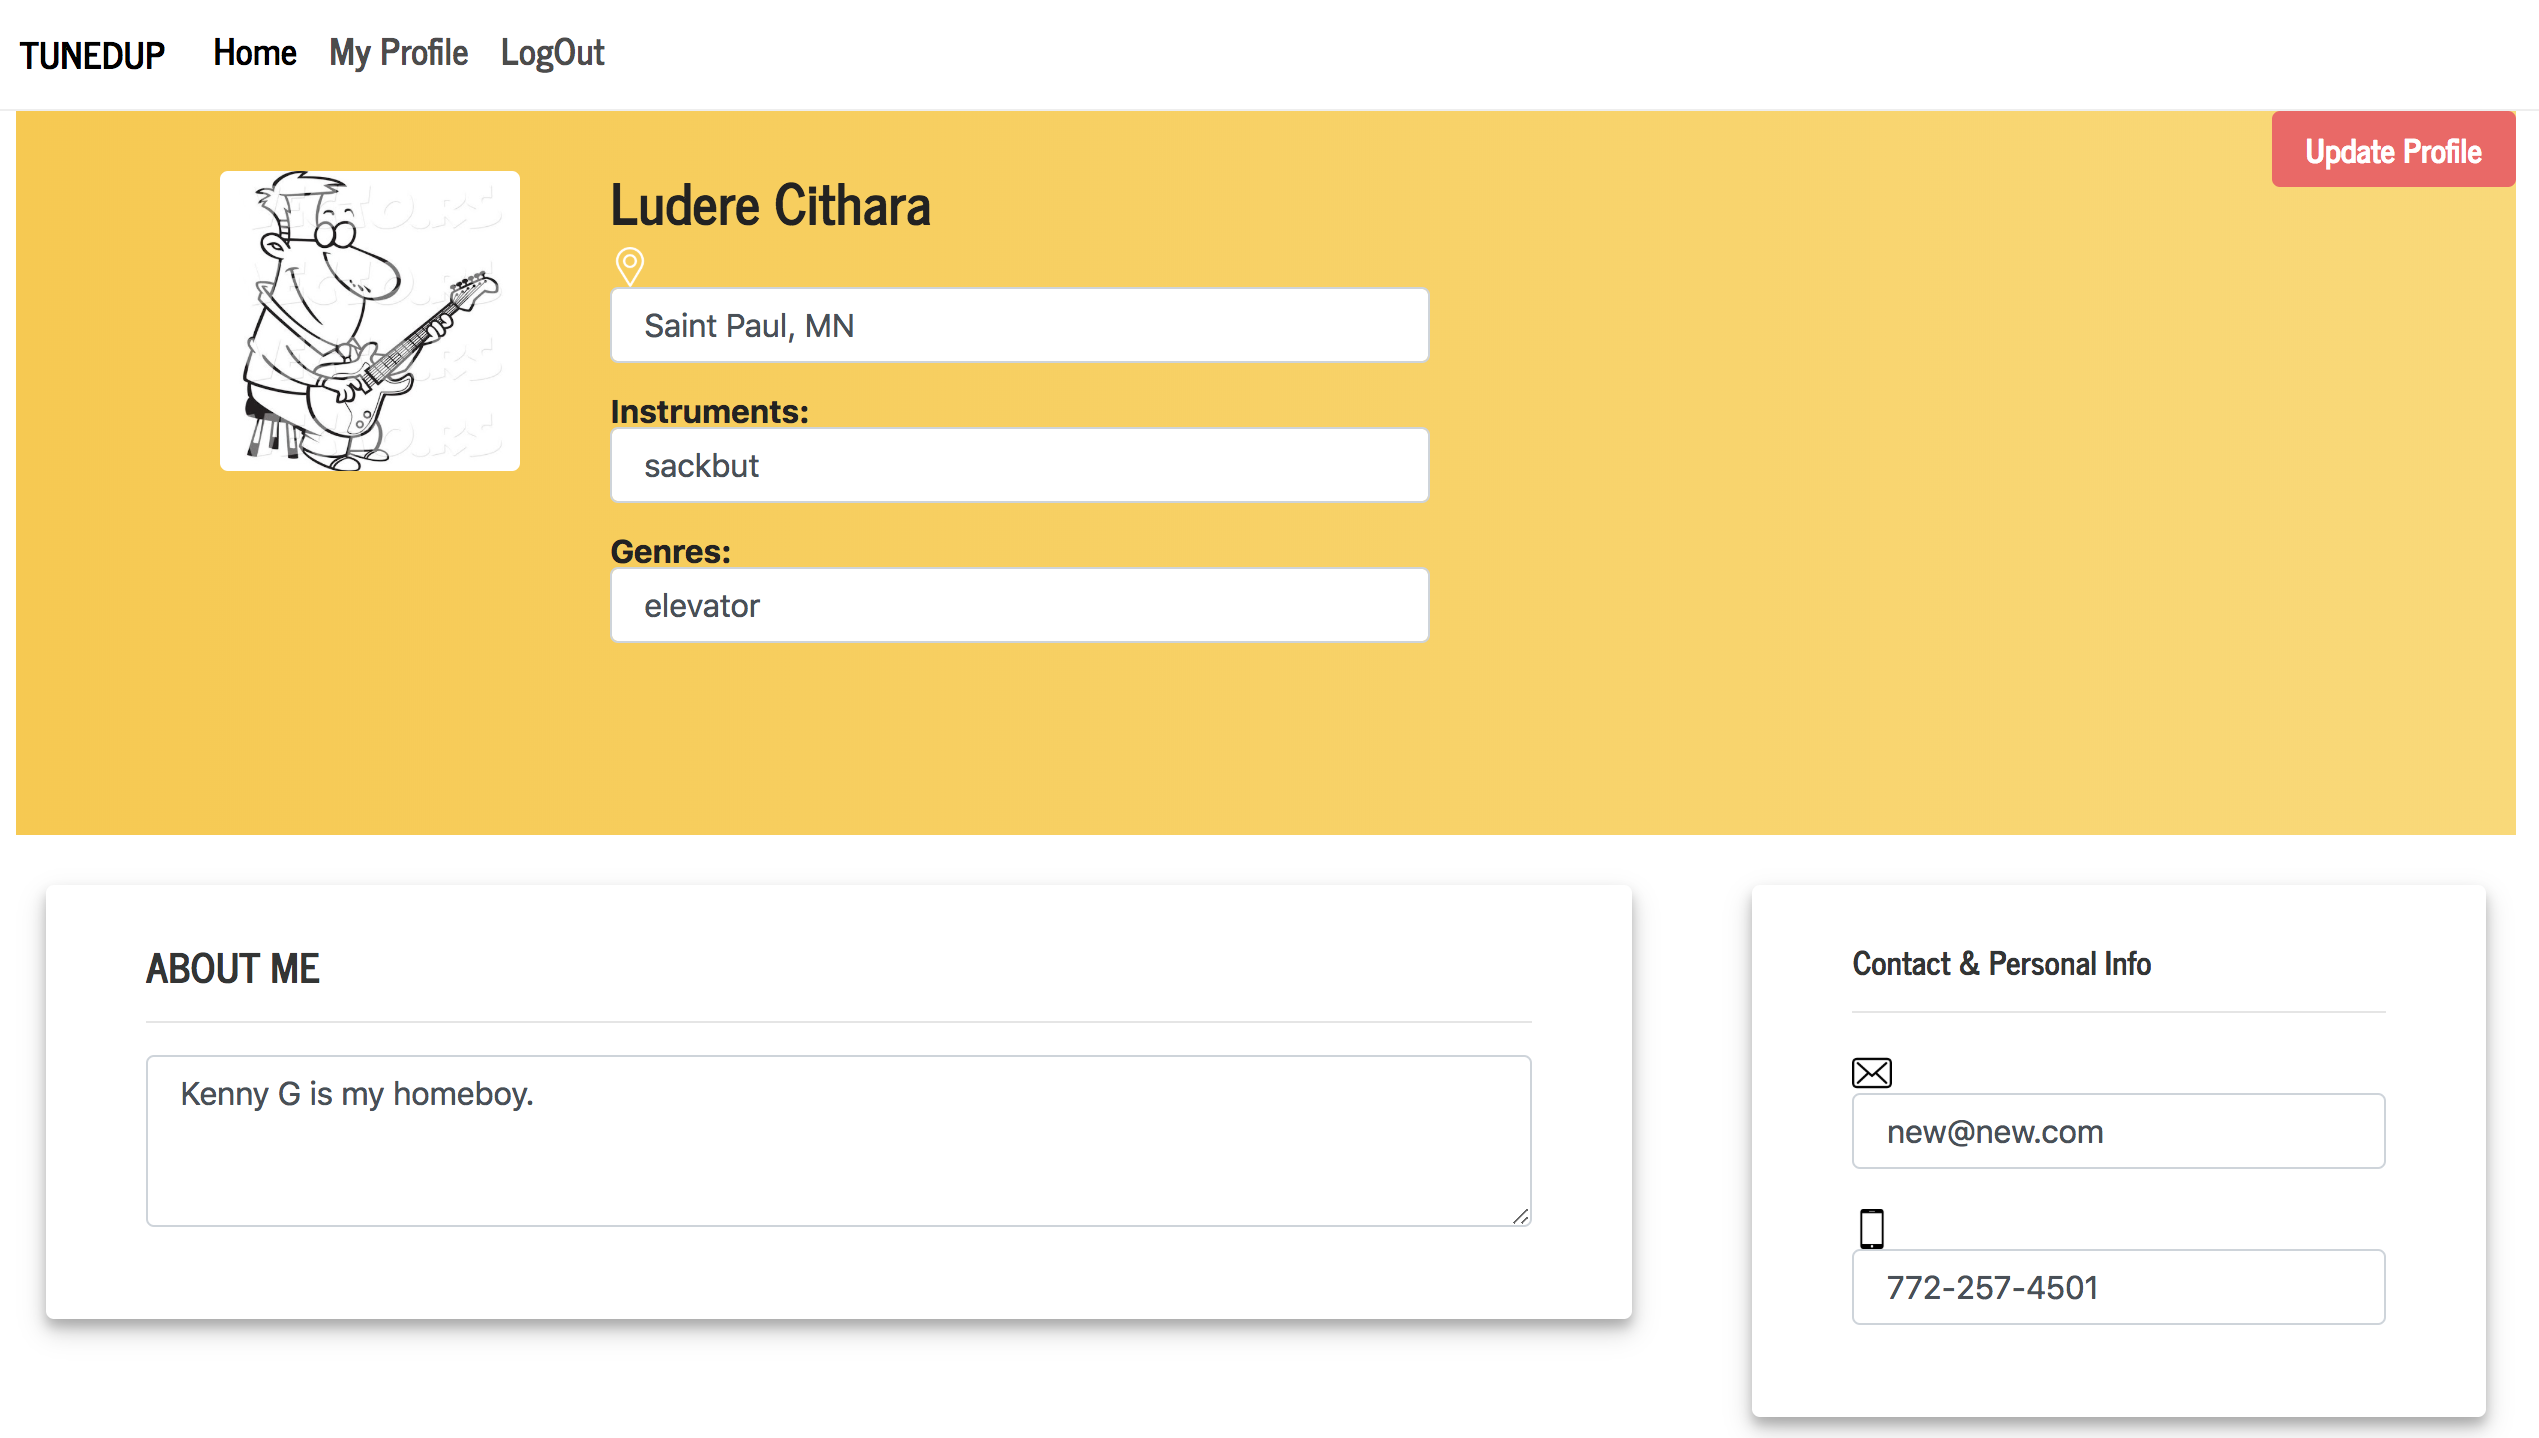 TUNEDUP Home My Profile LogOut
Update Profile
Ludere Cithara
Saint Paul, MN
Instruments:
sackbut
Genres:
elevator
ABOUT ME
Kenny G is my homeboy.
Contact & Personal Info
new@new.com
772-257-4501